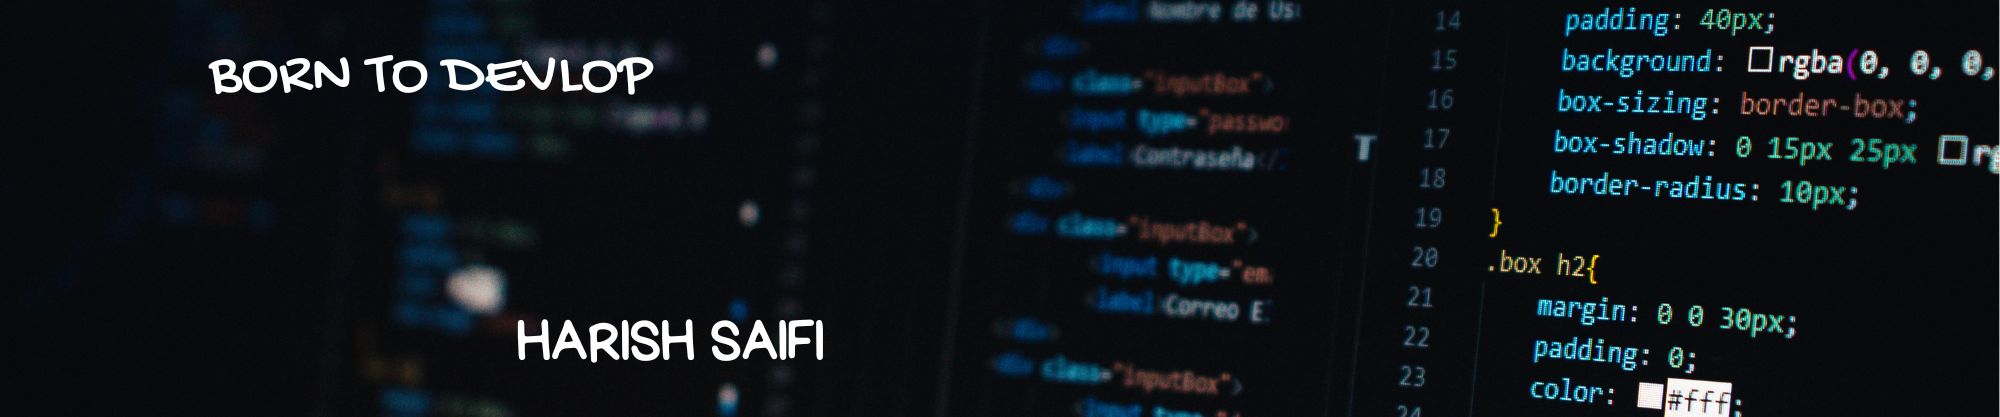 BORN TO DEVLOP
HARISH SAIFI
label Nombre de Us
<div>
<div class="inputBox">
<input type="passwo
<label>Contraseña</
<div>
<div class="inputBox">
<input type="em
<label>Correo E
<div>
<div class="inputBox">
<input type="
T
14 padding: 40px;
15 background: rgba(0, 0, 0,
16 box-sizing: border-box;
17 box-shadow: 0 15px 25px rg
18 border-radius: 10px;
19 }
20 .box h2{
21 margin: 0 0 30px;
22 padding: 0;
23 color: #fff;
24